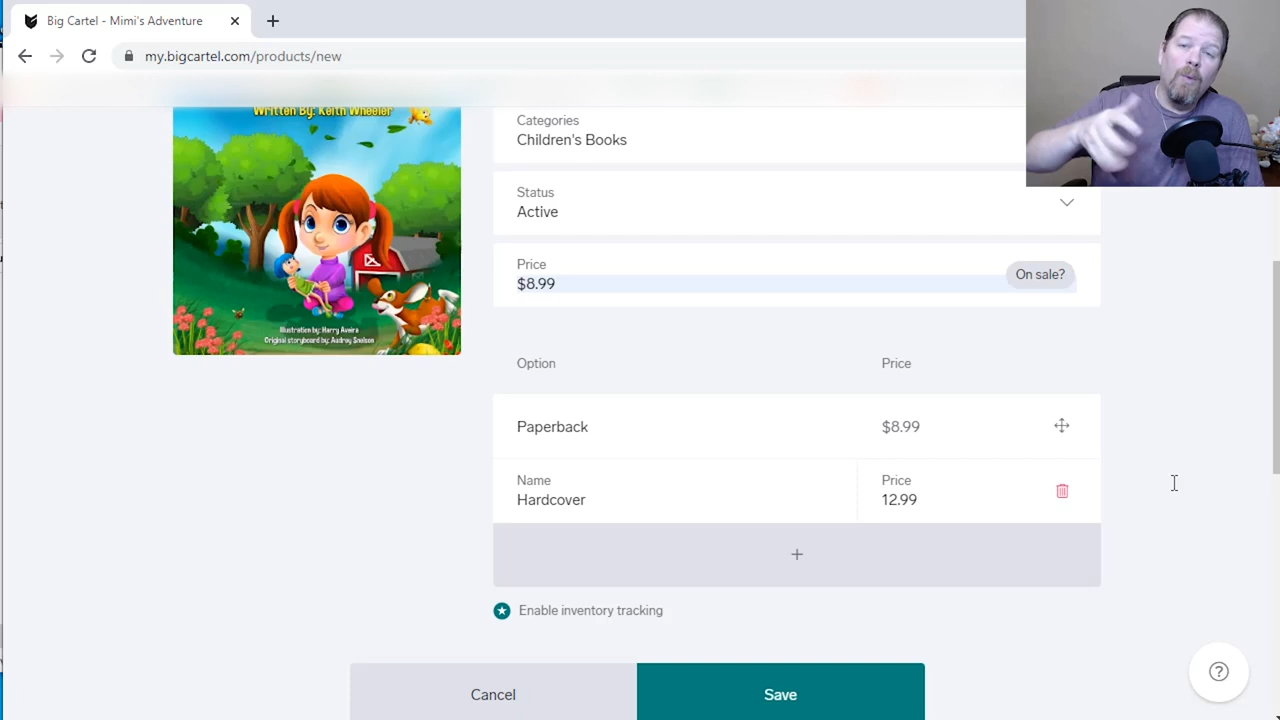 Big Cartel - Mimi's Adventure
my.bigcartel.com/products/new
Written By: Keith Wheeler
Illustration by: Harry Aveira
Original storyboard by: Audrey Snelson
Categories
Children's Books
Status
Active
Price
$8.99
On sale?
Option
Price
Paperback
$8.99
Name
Price
Hardcover
12.99
Enable inventory tracking
Cancel
Save